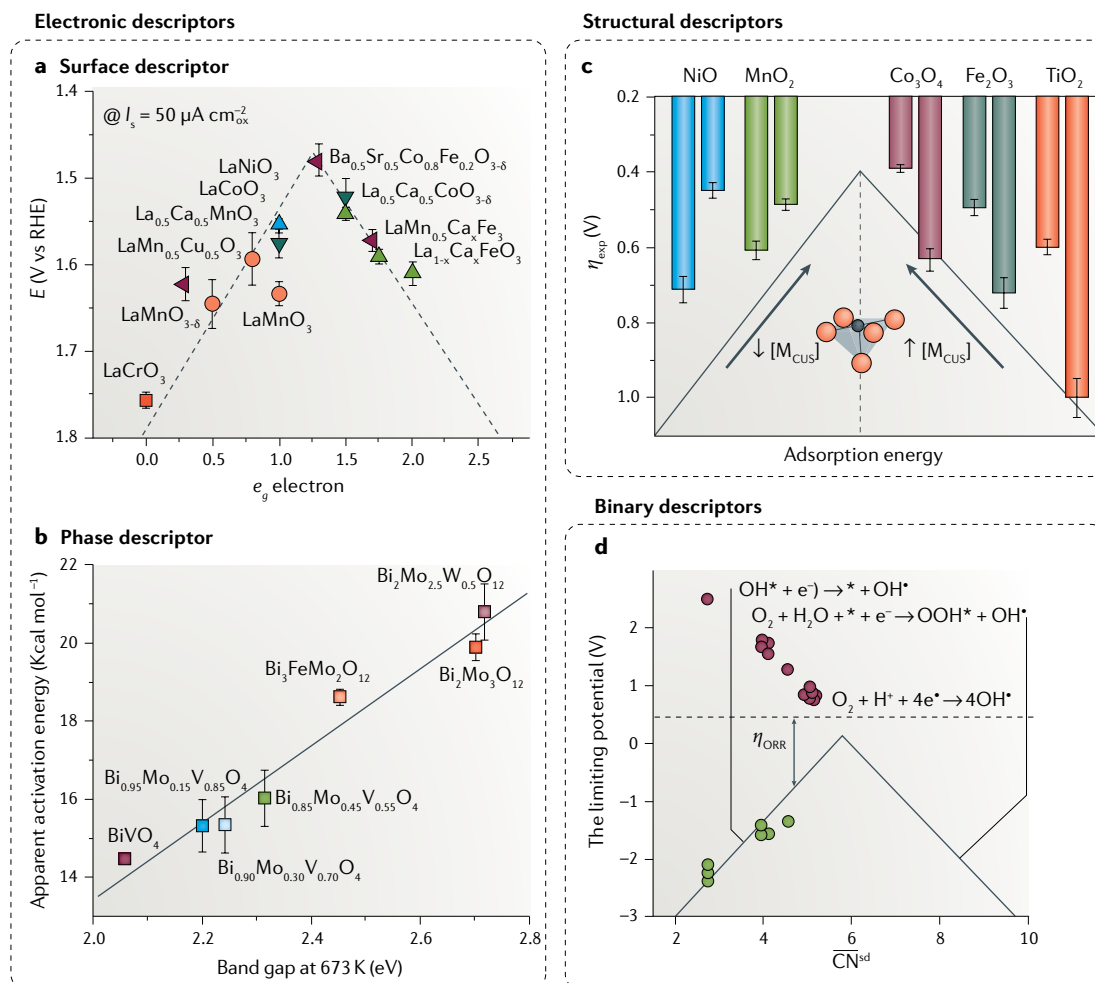 Electronic descriptors
a Surface descriptor
1.4
1.5
1.6
1.7
1.8
E (V vs RHE)
@ Iₛ = 50 μA cm⁻²ₒₓ
LaNiO₃
LaCoO₃
La₀.₅Ca₀.₅MnO₃
LaMn₀.₅Cu₀.₅O₃
LaMnO₃₋δ
LaCrO₃
LaMnO₃
Ba₀.₅Sr₀.₅Co₀.₈Fe₀.₂O₃₋δ
La₀.₅Ca₀.₅CoO₃₋δ
LaMn₀.₅CaₓFe₃
La₁₋ₓCaₓFeO₃
0.0 0.5 1.0 1.5 2.0 2.5
e_g electron
b Phase descriptor
22
20
18
16
14
Apparent activation energy (Kcal mol⁻¹)
Bi₂Mo₂.₅W₀.₅O₁₂
Bi₂Mo₃O₁₂
Bi₃FeMo₂O₁₂
Bi₀.₉₅Mo₀.₁₅V₀.₈₅O₄
Bi₀.₈₅Mo₀.₄₅V₀.₅₅O₄
BiVO₄
Bi₀.₉₀Mo₀.₃₀V₀.₇₀O₄
2.0 2.2 2.4 2.6 2.8
Band gap at 673 K (eV)
Structural descriptors
c
NiO MnO₂ Co₃O₄ Fe₂O₃ TiO₂
0.2
0.4
0.6
0.8
1.0
η_exp (V)
↓ [M_CUS] ↑ [M_CUS]
Adsorption energy
Binary descriptors
d
2
1
0
−1
−2
−3
The limiting potential (V)
OH* + e⁻) → * + OH•
O₂ + H₂O + * + e⁻ → OOH* + OH•
O₂ + H⁺ + 4e• → 4OH•
η_ORR
2 4 6 8 10
C̅N̅ˢᵈ